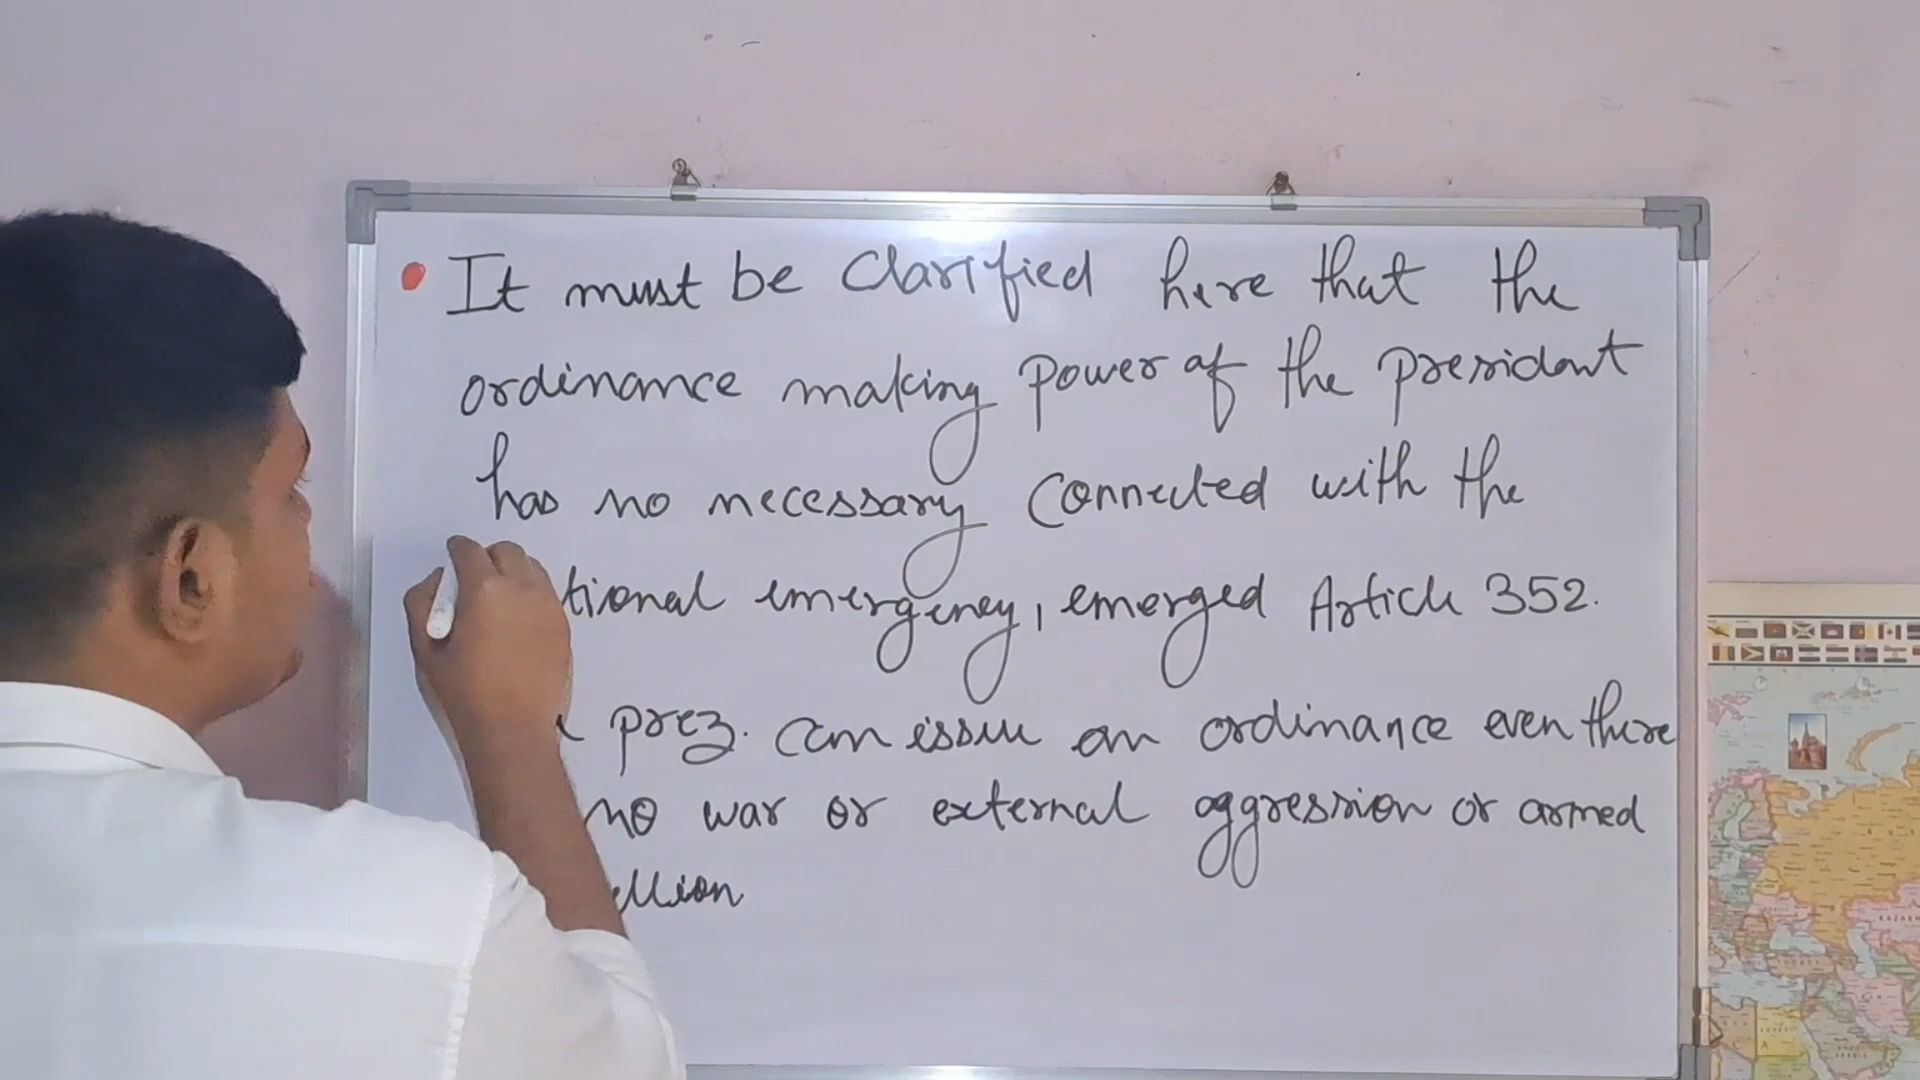 It must be Clarified here that the
ordinance making power of the president
has no necessary Connected with the
tional emergency, emerged Article 352.
prez. can issue an ordinance even there
no war or external aggression or armed
llion